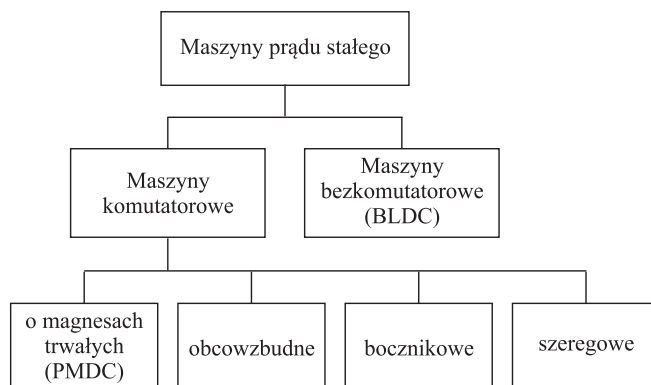 Maszyny prądu stałego
Maszyny
komutatorowe
Maszyny
bezkomutatorowe
(BLDC)
o magnesach
trwałych
(PMDC)
obcowzbudne
bocznikowe
szeregowe